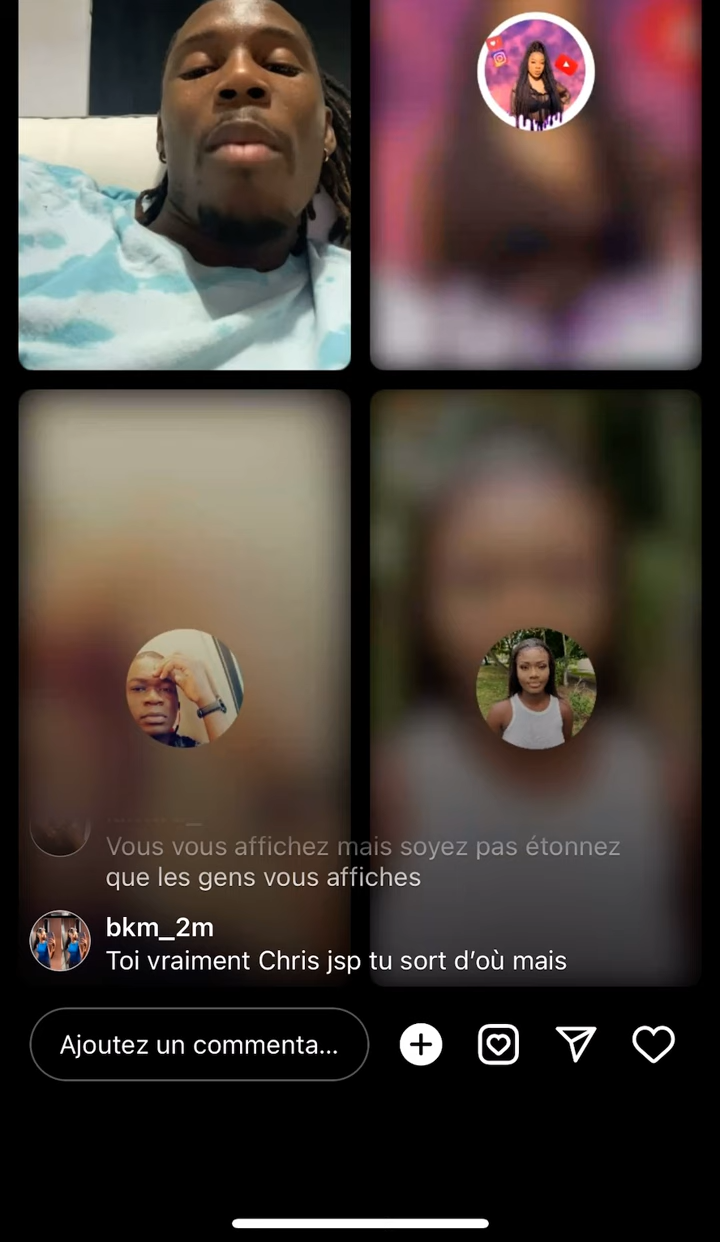 Vous vous affichez mais soyez pas étonnez
que les gens vous affiches
bkm_2m
Toi vraiment Chris jsp tu sort d’où mais
Ajoutez un commenta...